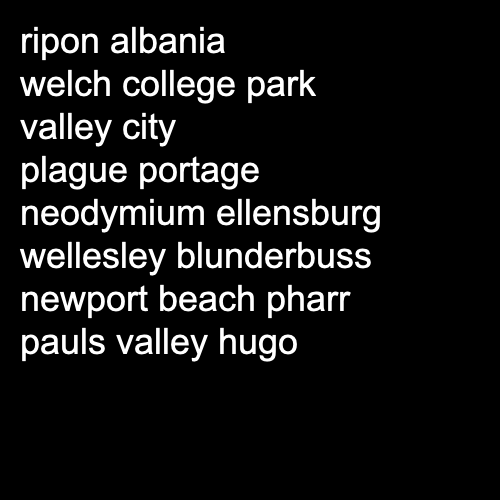 ripon albania
welch college park
valley city
plague portage
neodymium ellensburg
wellesley blunderbuss
newport beach pharr
pauls valley hugo